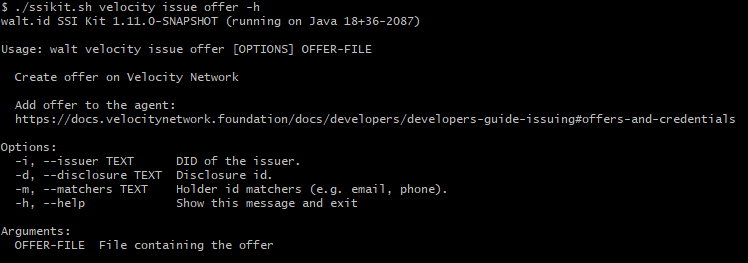 $ ./ssikit.sh velocity issue offer -h
walt.id SSI Kit 1.11.0-SNAPSHOT (running on Java 18+36-2087)
Usage: walt velocity issue offer [OPTIONS] OFFER-FILE
Create offer on Velocity Network
Add offer to the agent:
https://docs.velocitynetwork.foundation/docs/developers/developers-guide-issuing#offers-and-credentials
Options:
-i, --issuer TEXT      DID of the issuer.
-d, --disclosure TEXT  Disclosure id.
-m, --matchers TEXT    Holder id matchers (e.g. email, phone).
-h, --help             Show this message and exit
Arguments:
OFFER-FILE  File containing the offer